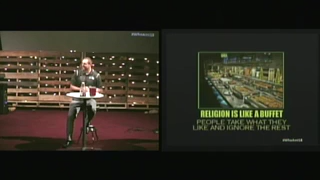 RELIGION IS LIKE A BUFFET
PEOPLE TAKE WHAT THEY
LIKE AND IGNORE THE REST